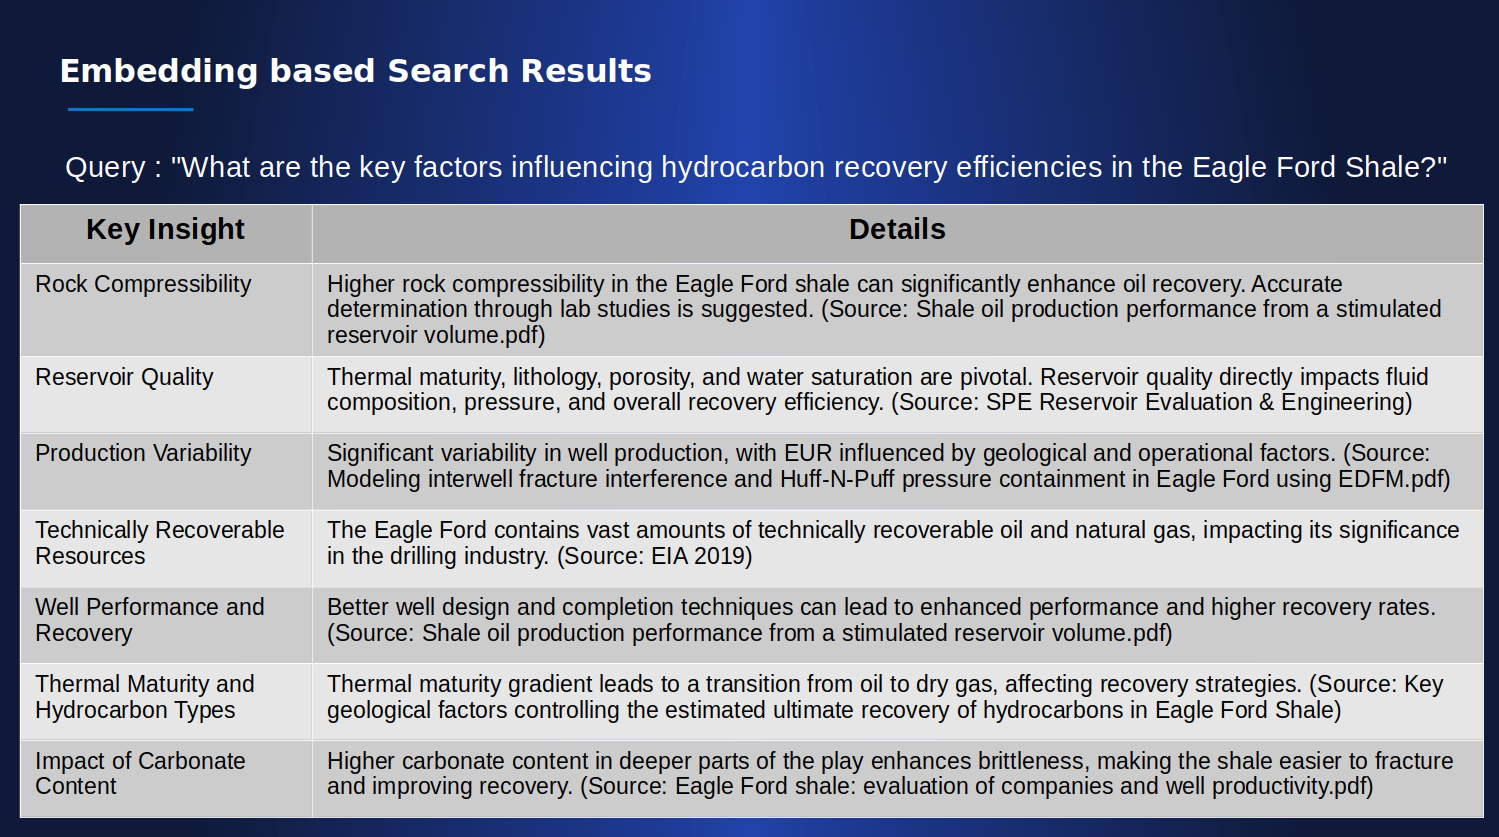 Embedding based Search Results
Query : "What are the key factors influencing hydrocarbon recovery efficiencies in the Eagle Ford Shale?"
Key Insight
Details
Rock Compressibility
Higher rock compressibility in the Eagle Ford shale can significantly enhance oil recovery. Accurate
determination through lab studies is suggested. (Source: Shale oil production performance from a stimulated
reservoir volume.pdf)
Reservoir Quality
Thermal maturity, lithology, porosity, and water saturation are pivotal. Reservoir quality directly impacts fluid
composition, pressure, and overall recovery efficiency. (Source: SPE Reservoir Evaluation & Engineering)
Production Variability
Significant variability in well production, with EUR influenced by geological and operational factors. (Source:
Modeling interwell fracture interference and Huff-N-Puff pressure containment in Eagle Ford using EDFM.pdf)
Technically Recoverable
Resources
The Eagle Ford contains vast amounts of technically recoverable oil and natural gas, impacting its significance
in the drilling industry. (Source: EIA 2019)
Well Performance and
Recovery
Better well design and completion techniques can lead to enhanced performance and higher recovery rates.
(Source: Shale oil production performance from a stimulated reservoir volume.pdf)
Thermal Maturity and
Hydrocarbon Types
Thermal maturity gradient leads to a transition from oil to dry gas, affecting recovery strategies. (Source: Key
geological factors controlling the estimated ultimate recovery of hydrocarbons in Eagle Ford Shale)
Impact of Carbonate
Content
Higher carbonate content in deeper parts of the play enhances brittleness, making the shale easier to fracture
and improving recovery. (Source: Eagle Ford shale: evaluation of companies and well productivity.pdf)